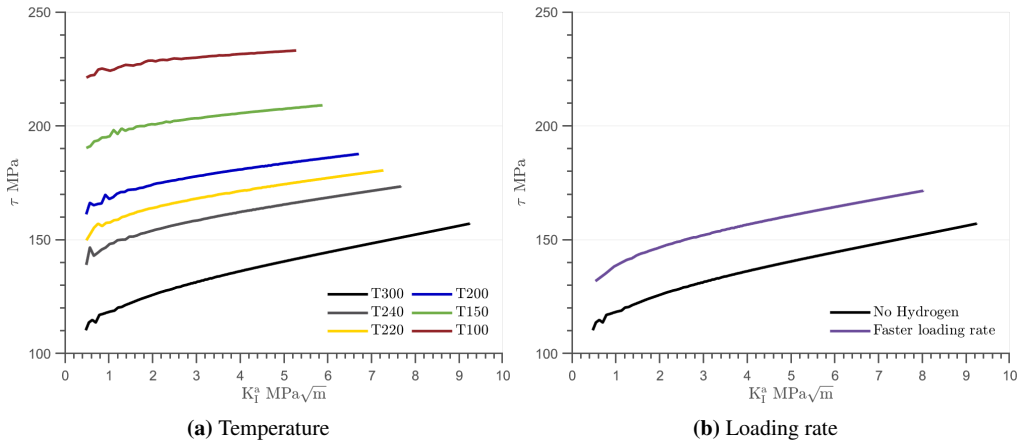 250
200
150
100
τ MPa
0 1 2 3 4 5 6 7 8 9 10
K_I^a MPa√m
T300 T200
T240 T150
T220 T100
(a) Temperature
250
200
150
100
τ MPa
0 1 2 3 4 5 6 7 8 9 10
K_I^a MPa√m
No Hydrogen
Faster loading rate
(b) Loading rate